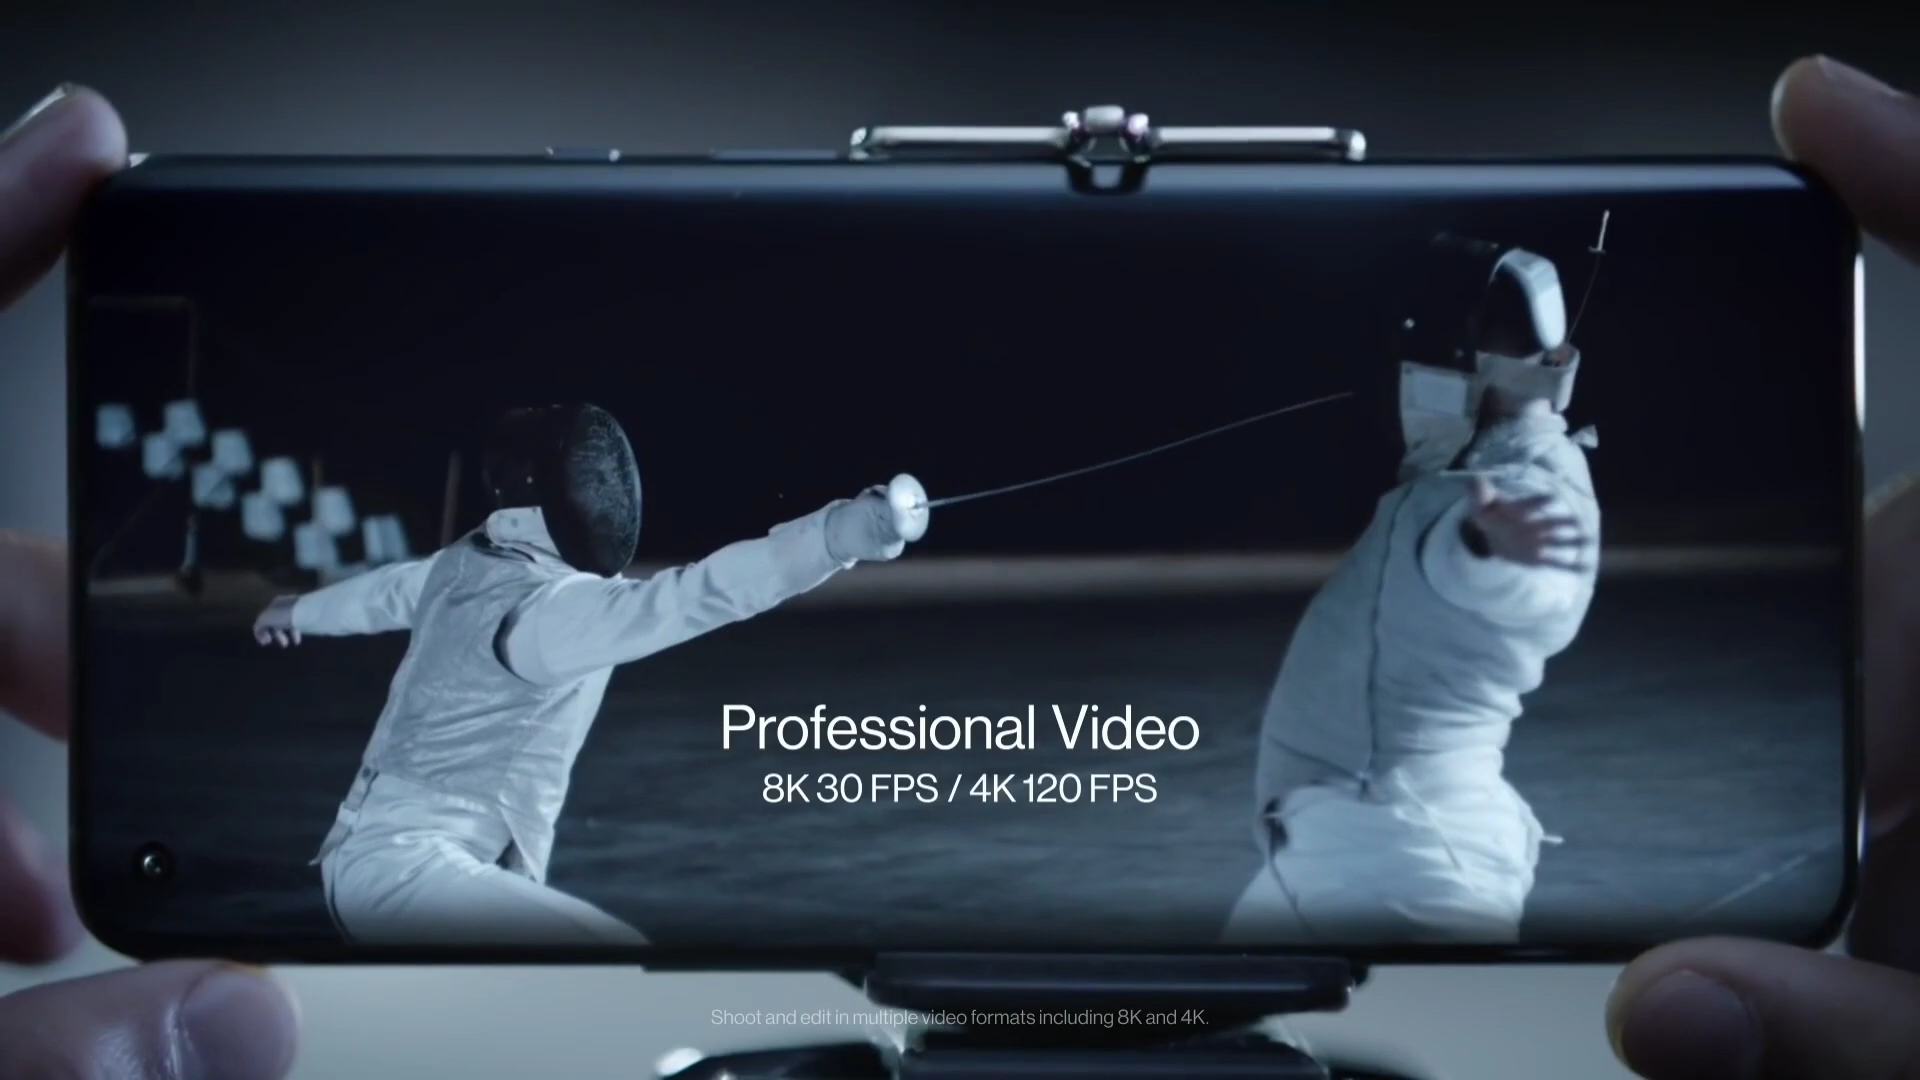 Professional Video
8K 30 FPS / 4K 120 FPS
Shoot and edit in multiple video formats including 8K and 4K.